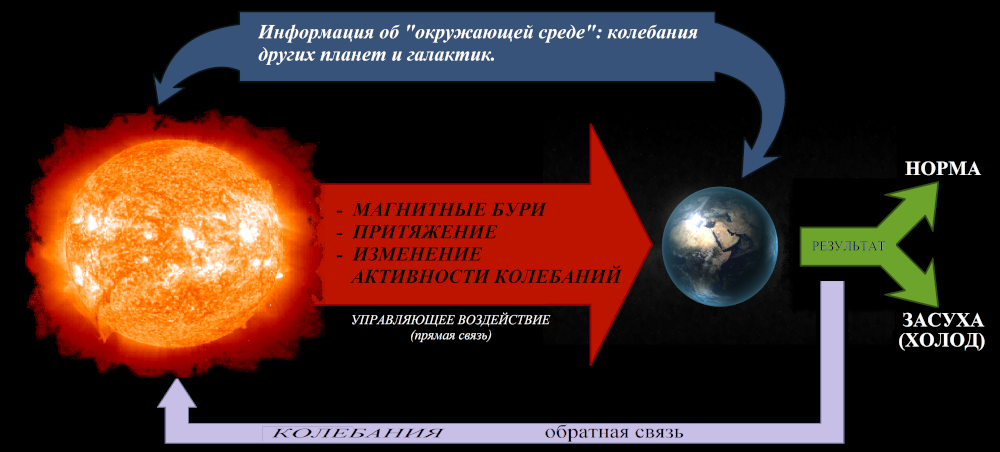 Информация об "окружающей среде": колебания
других планет и галактик.
НОРМА
- МАГНИТНЫЕ БУРИ
- ПРИТЯЖЕНИЕ
- ИЗМЕНЕНИЕ
АКТИВНОСТИ КОЛЕБАНИЙ
РЕЗУЛЬТАТ
УПРАВЛЯЮЩЕЕ ВОЗДЕЙСТВИЕ
(прямая связь)
ЗАСУХА
(ХОЛОД)
КОЛЕБАНИЯ обратная связь